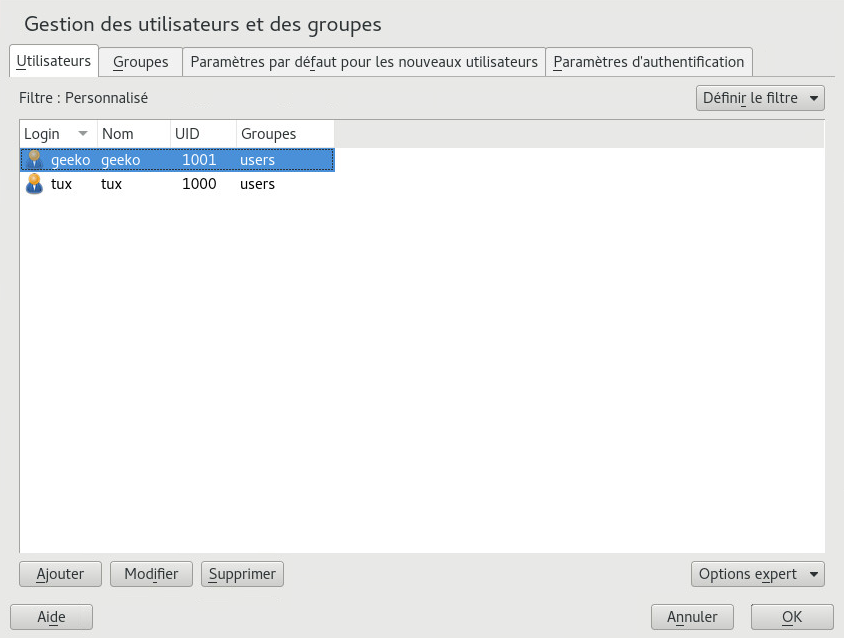 Gestion des utilisateurs et des groupes
Utilisateurs Groupes Paramètres par défaut pour les nouveaux utilisateurs Paramètres d'authentification
Filtre : Personnalisé Définir le filtre
Login Nom UID Groupes
geeko geeko 1001 users
tux tux 1000 users
Ajouter Modifier Supprimer Options expert
Aide Annuler OK